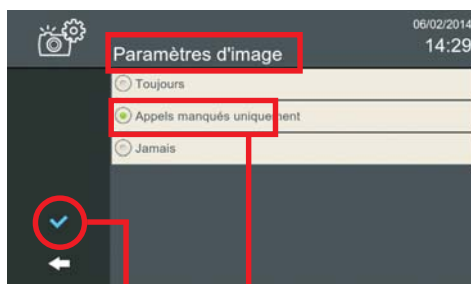 06/02/2014
Paramètres d'image
14:29
Toujours
Appels manqués uniquement
Jamais